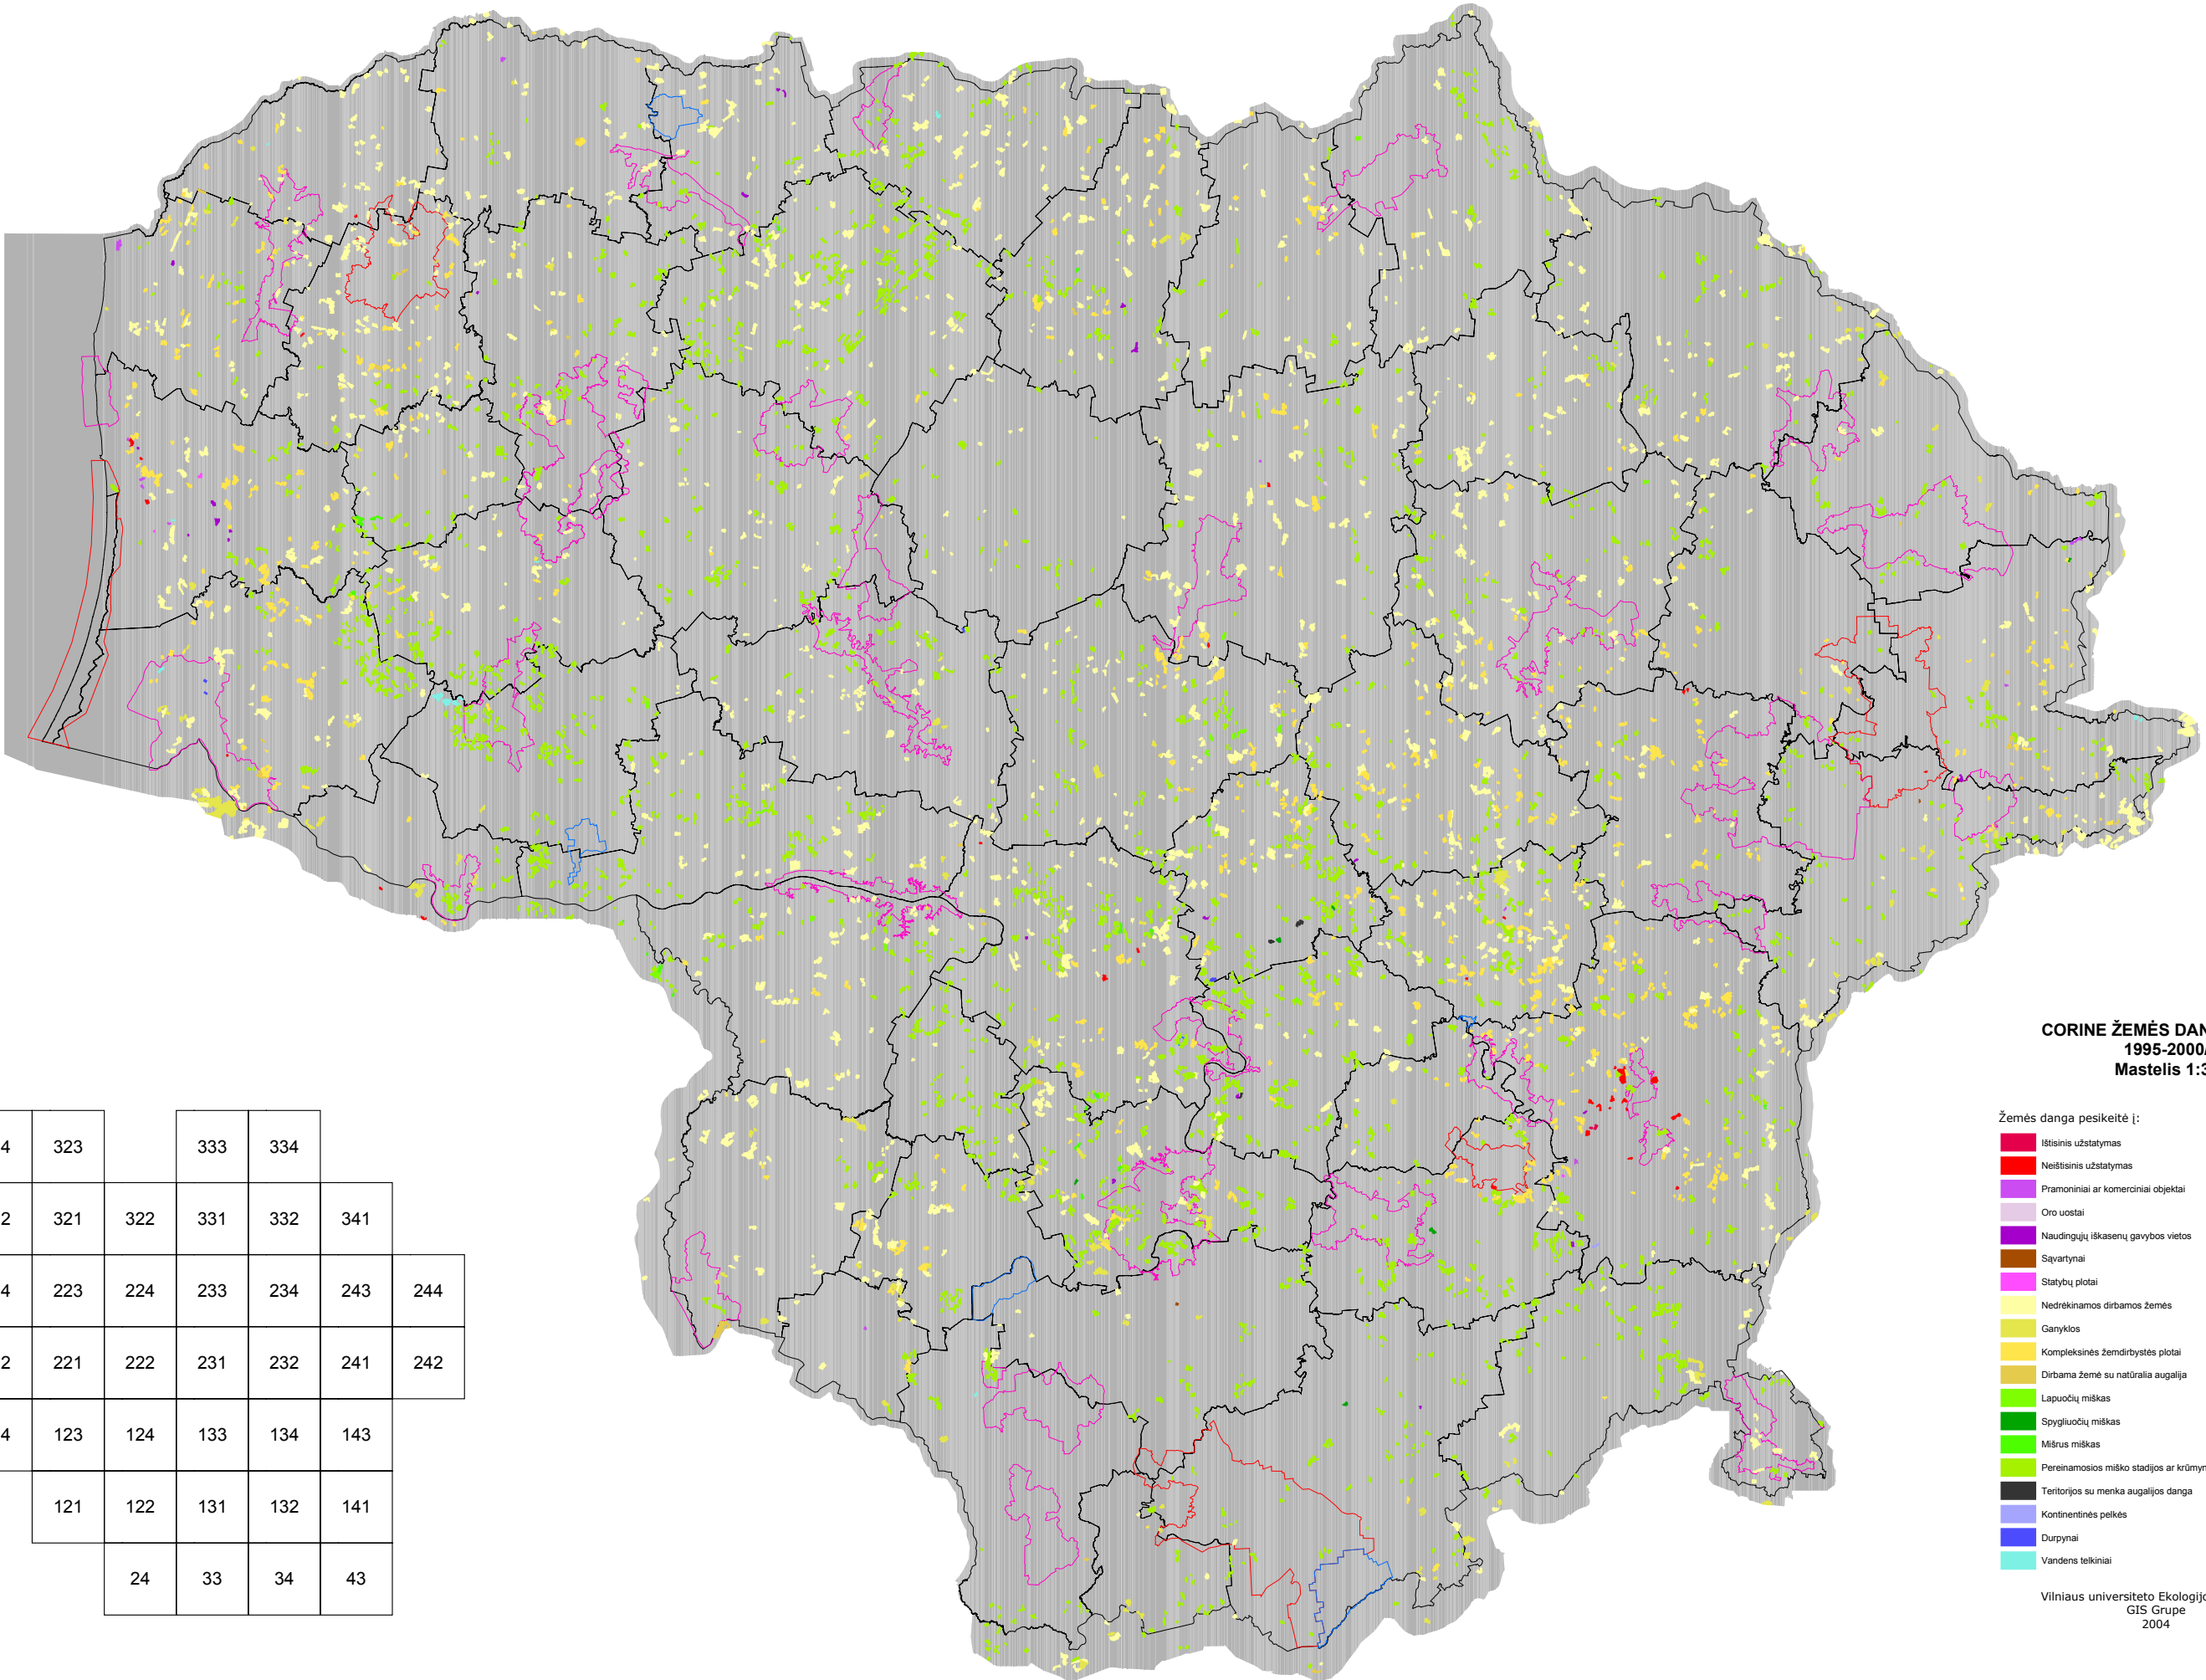 CORINE ŽEMĖS DAN
1995-2000
Mastelis 1:3
Žemės danga pesikeitė į:
Ištisinis užstatymas
Neištisinis užstatymas
Pramoniniai ar komerciniai objektai
Oro uostai
Naudingųjų iškasenų gavybos vietos
Sąvartynai
Statybų plotai
Nedrėkinamos dirbamos žemės
Ganyklos
Kompleksinės žemdirbystės plotai
Dirbama žemė su natūralia augalija
Lapuočių miškas
Spygliuočių miškas
Mišrus miškas
Pereinamosios miško stadijos ar krūmyn
Teritorijos su menka augalijos danga
Kontinentinės pelkės
Durpynai
Vandens telkiniai
Vilniaus universiteto Ekologijo
GIS Grupe
2004
4 323 333 334
2 321 322 331 332 341
4 223 224 233 234 243 244
2 221 222 231 232 241 242
4 123 124 133 134 143
121 122 131 132 141
24 33 34 43